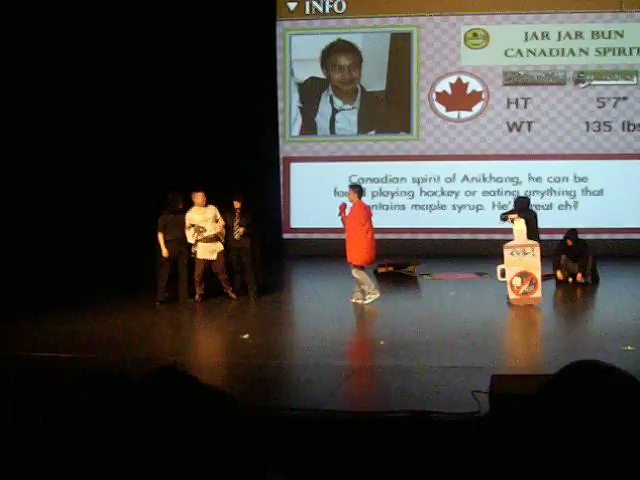 ▼ INFO
JAR JAR BUN
CANADIAN SPIRIT
HT 5'7"
WT 135 lbs
Canadian spirit of Anikhang, he can be
playing hockey or eating anything that
maple syrup. He's eh?